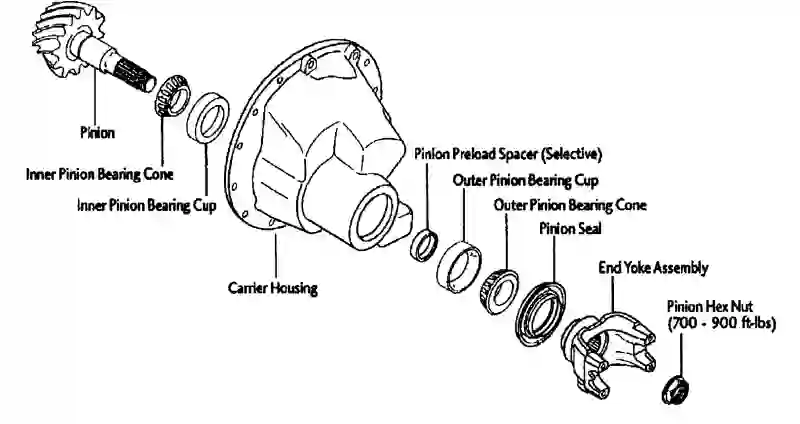 Pinion
Inner Pinion Bearing Cone
Inner Pinion Bearing Cup
Carrier Housing
Pinion Preload Spacer (Selective)
Outer Pinion Bearing Cup
Outer Pinion Bearing Cone
Pinion Seal
End Yoke Assembly
Pinion Hex Nut
(700 - 900 ft-lbs)